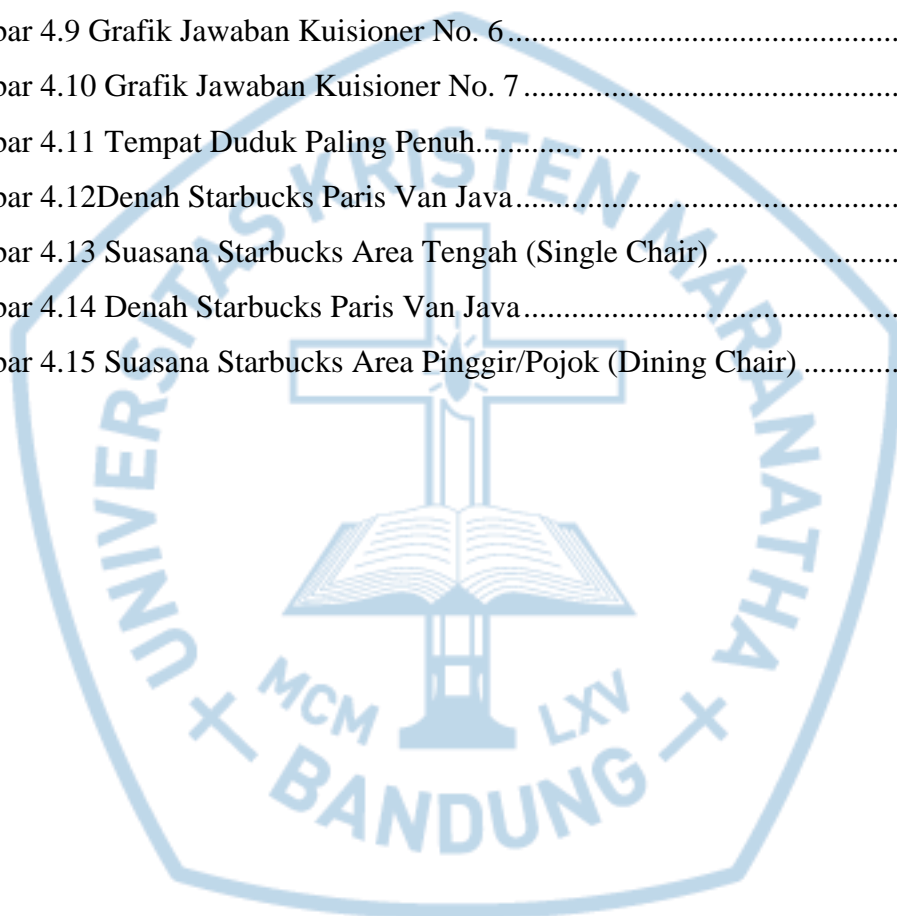 bar 4.9 Grafik Jawaban Kuisioner No. 6................................................
bar 4.10 Grafik Jawaban Kuisioner No. 7..............................................
bar 4.11 Tempat Duduk Paling Penuh....................................................
bar 4.12Denah Starbucks Paris Van Java...............................................
bar 4.13 Suasana Starbucks Area Tengah (Single Chair) ......................
bar 4.14 Denah Starbucks Paris Van Java..............................................
bar 4.15 Suasana Starbucks Area Pinggir/Pojok (Dining Chair) ............
UNIVERSITAS KRISTEN MARANATHA
MCM LXV
BANDUNG